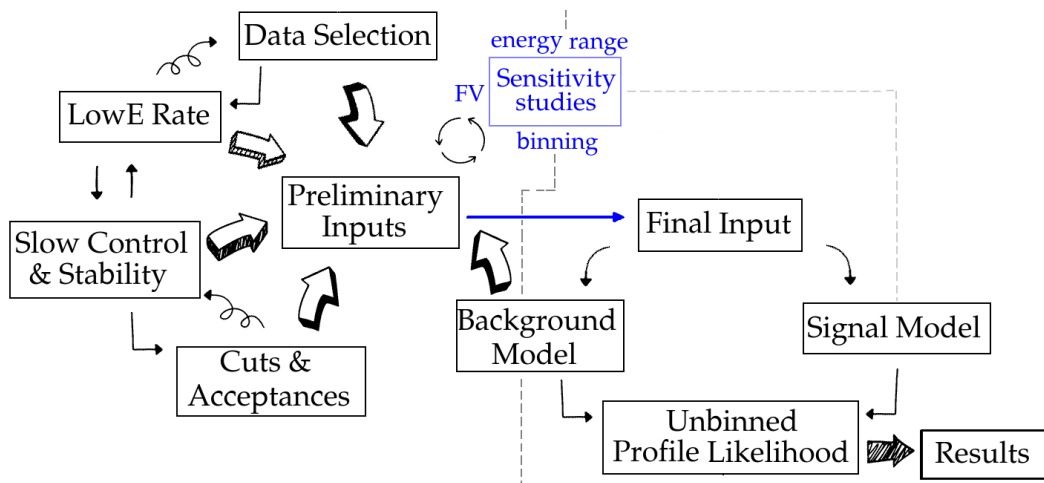 Data Selection
energy range
LowE Rate
FV
Sensitivity
studies
binning
Preliminary
Inputs
Final Input
Slow Control
& Stability
Background
Model
Signal Model
Cuts &
Acceptances
Unbinned
Profile Likelihood
Results